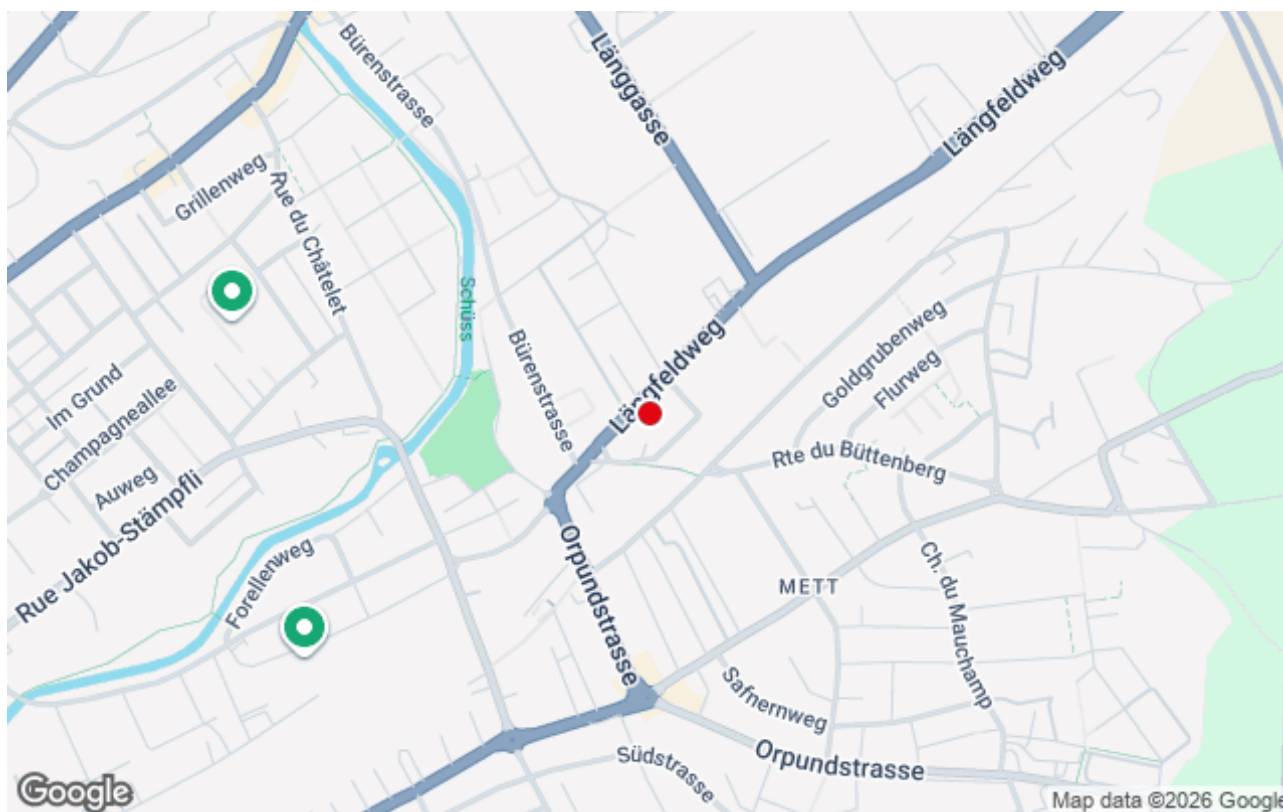 Bürenstrasse
Länggasse
Längfeldweg
Grillenweg
Rue du Châtelet
Schüss
Bürenstrasse
Längfeldweg
Goldgrubenweg
Flurweg
Im Grund
Champagneallee
Auweg
Rue Jakob-Stämpfli
Rte du Büttenberg
Forellenweg
Orpundstrasse
METT
Ch. du Mauchamp
Safnernweg
Südstrasse
Orpundstrasse
Google
Map data ©2026 Google